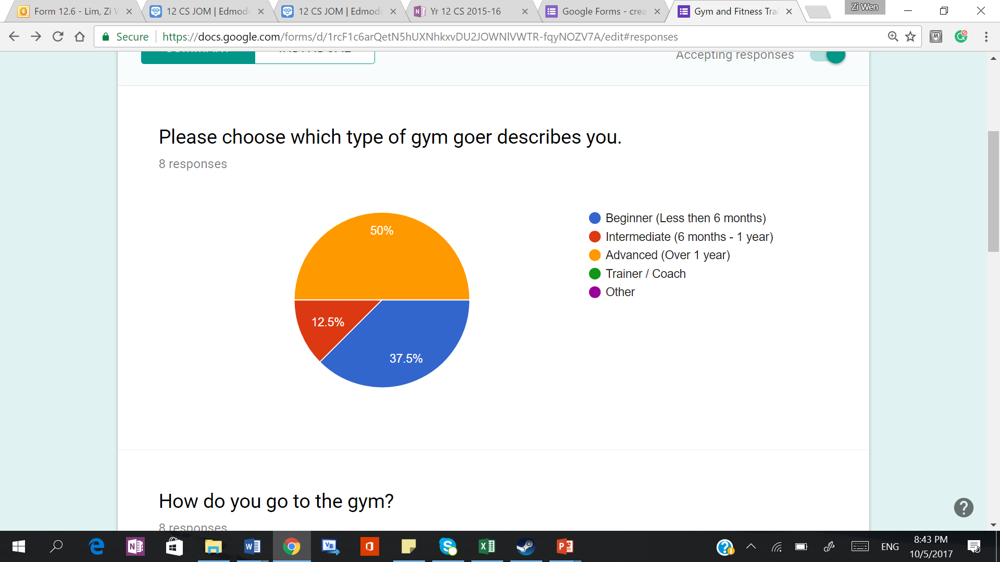 Form 12.6 - Lim, Zi W
12 CS JOM | Edmodo
12 CS JOM | Edmodo
Yr 12 CS 2015-16
Google Forms - crea
Gym and Fitness Trai
Zi Wen
Secure
https://docs.google.com/forms/d/1rcF1c6arQetN5hUXNhkxvDU2JOWNlVWTR-fqyNOZV7A/edit#responses
Accepting responses
Please choose which type of gym goer describes you.
8 responses
50%
12.5%
37.5%
Beginner (Less then 6 months)
Intermediate (6 months - 1 year)
Advanced (Over 1 year)
Trainer / Coach
Other
How do you go to the gym?
8 responses
ENG
8:43 PM
10/5/2017